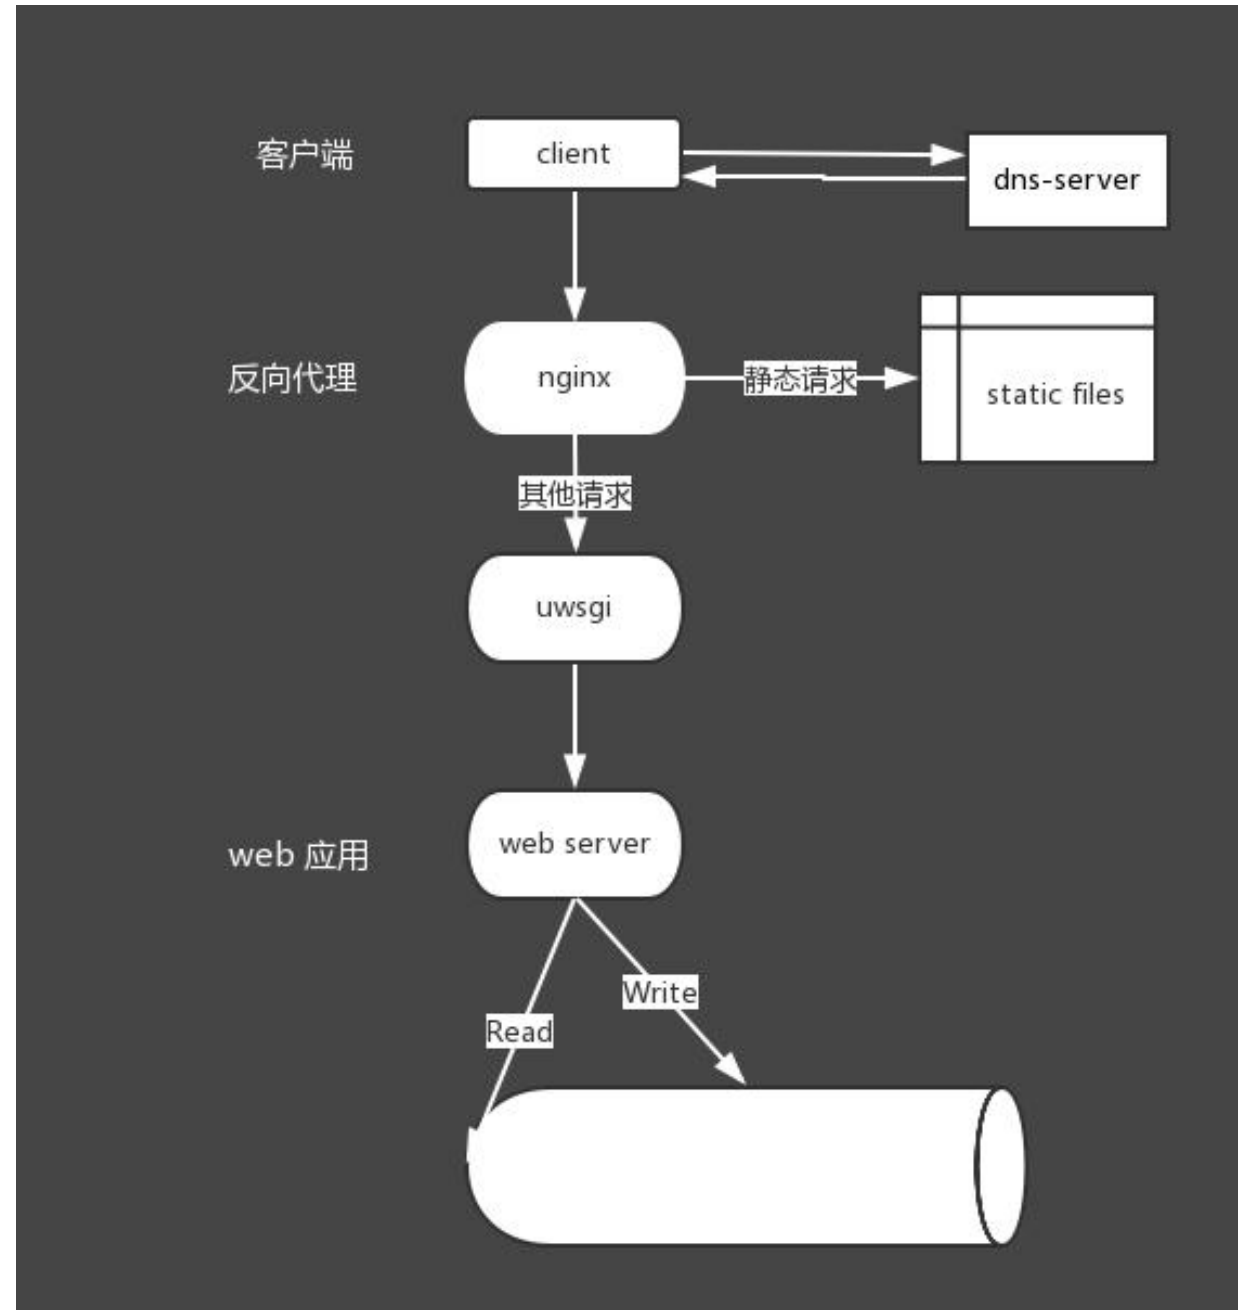 客户端
client
dns-server
反向代理
nginx
静态请求
static files
其他请求
uwsgi
web 应用
web server
Write
Read